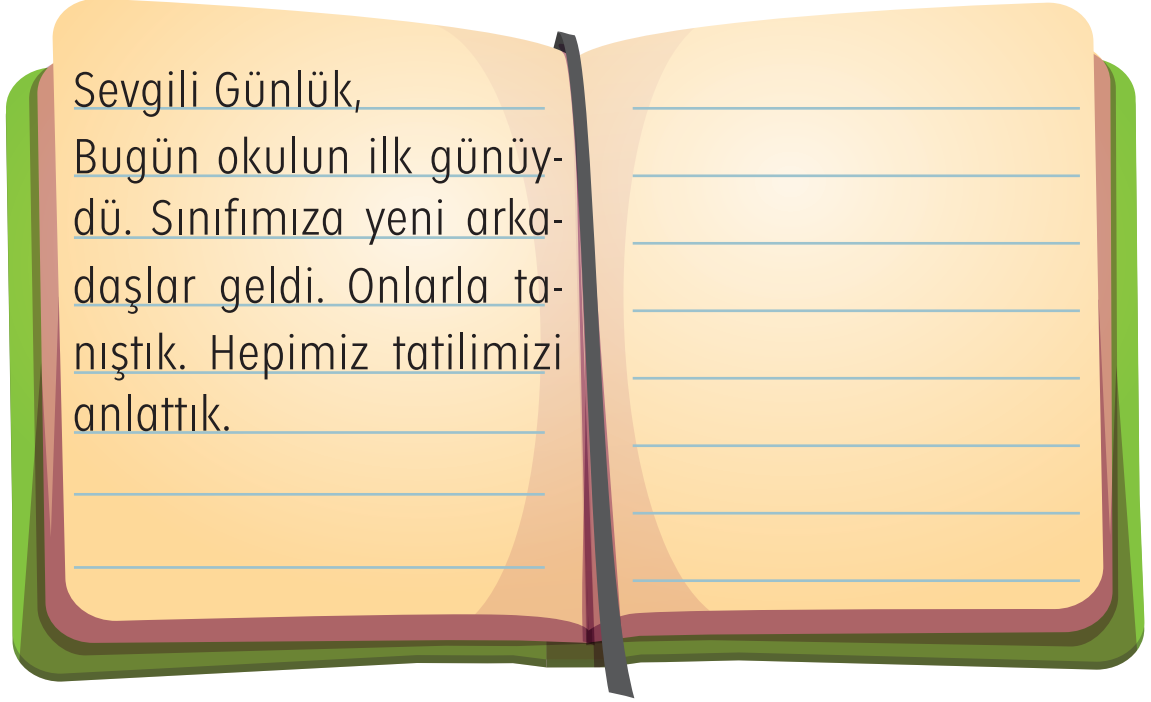 Sevgili Günlük,
Bugün okulun ilk günüy-
dü. Sınıfımıza yeni arka-
daşlar geldi. Onlarla ta-
nıştık. Hepimiz tatilimizi
anlattık.